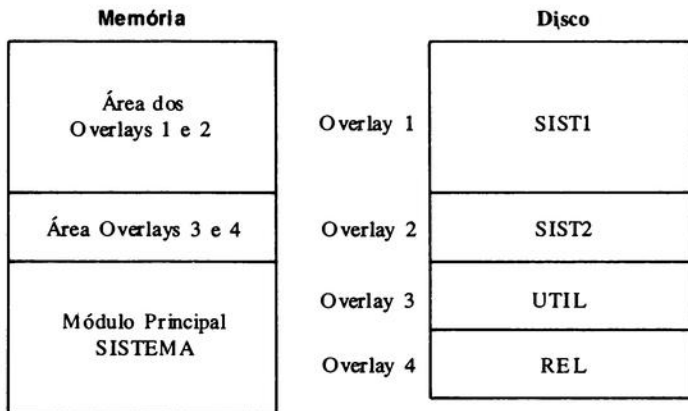 Memória
Disco
Área dos
Overlays 1 e 2
Overlay 1
SIST1
Área Overlays 3 e 4
Overlay 2
SIST2
Módulo Principal
SISTEMA
Overlay 3
UTIL
Overlay 4
REL